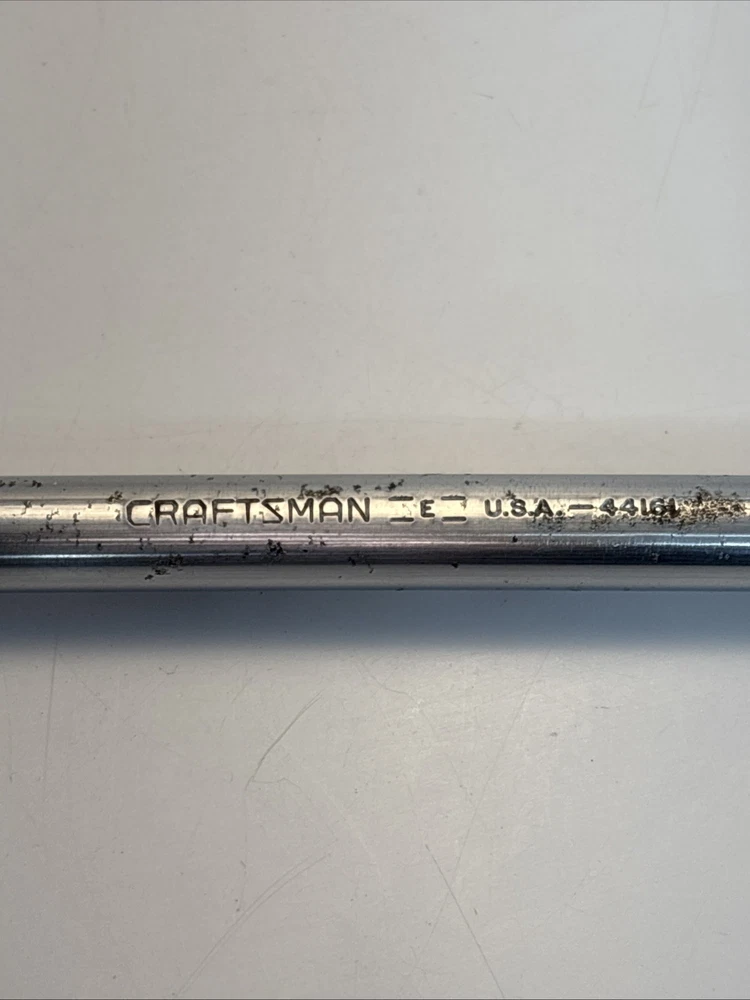 CRAFTSMAN =E= U.S.A. - 44161